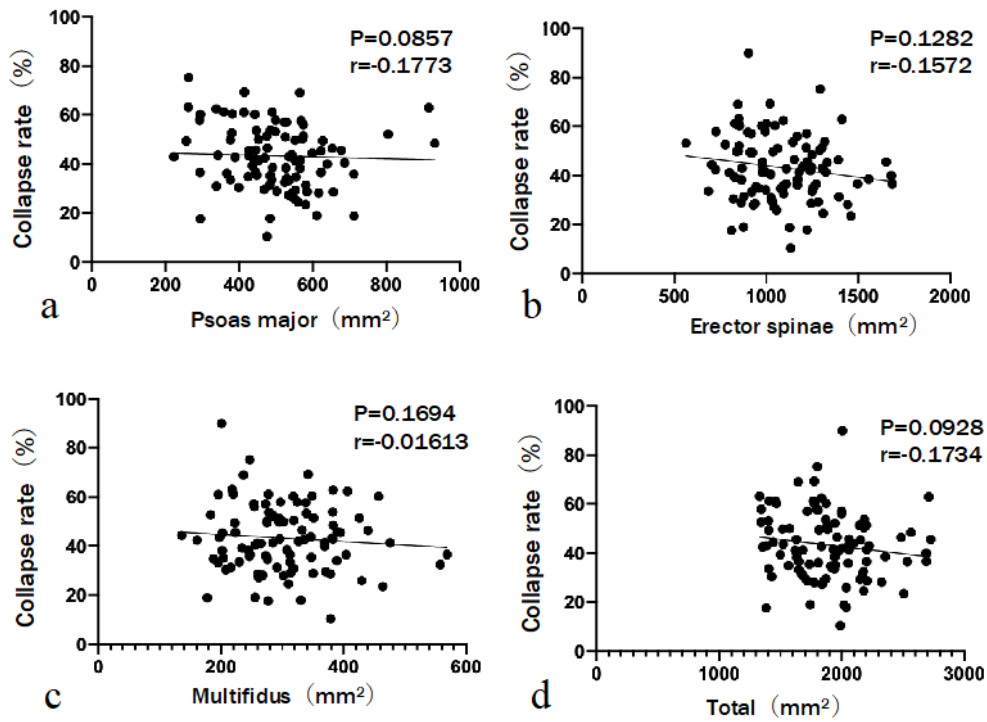 100
80
60
40
20
0
Collapse rate（%）
P=0.0857
r=-0.1773
0 200 400 600 800 1000
Psoas major（mm²）
a
100
80
60
40
20
0
Collapse rate（%）
P=0.1282
r=-0.1572
0 500 1000 1500 2000
Erector spinae（mm²）
b
100
80
60
40
20
0
Collapse rate（%）
P=0.1694
r=-0.01613
0 200 400 600
Multifidus（mm²）
c
100
80
60
40
20
0
Collapse rate（%）
P=0.0928
r=-0.1734
0 1000 2000 3000
Total（mm²）
d